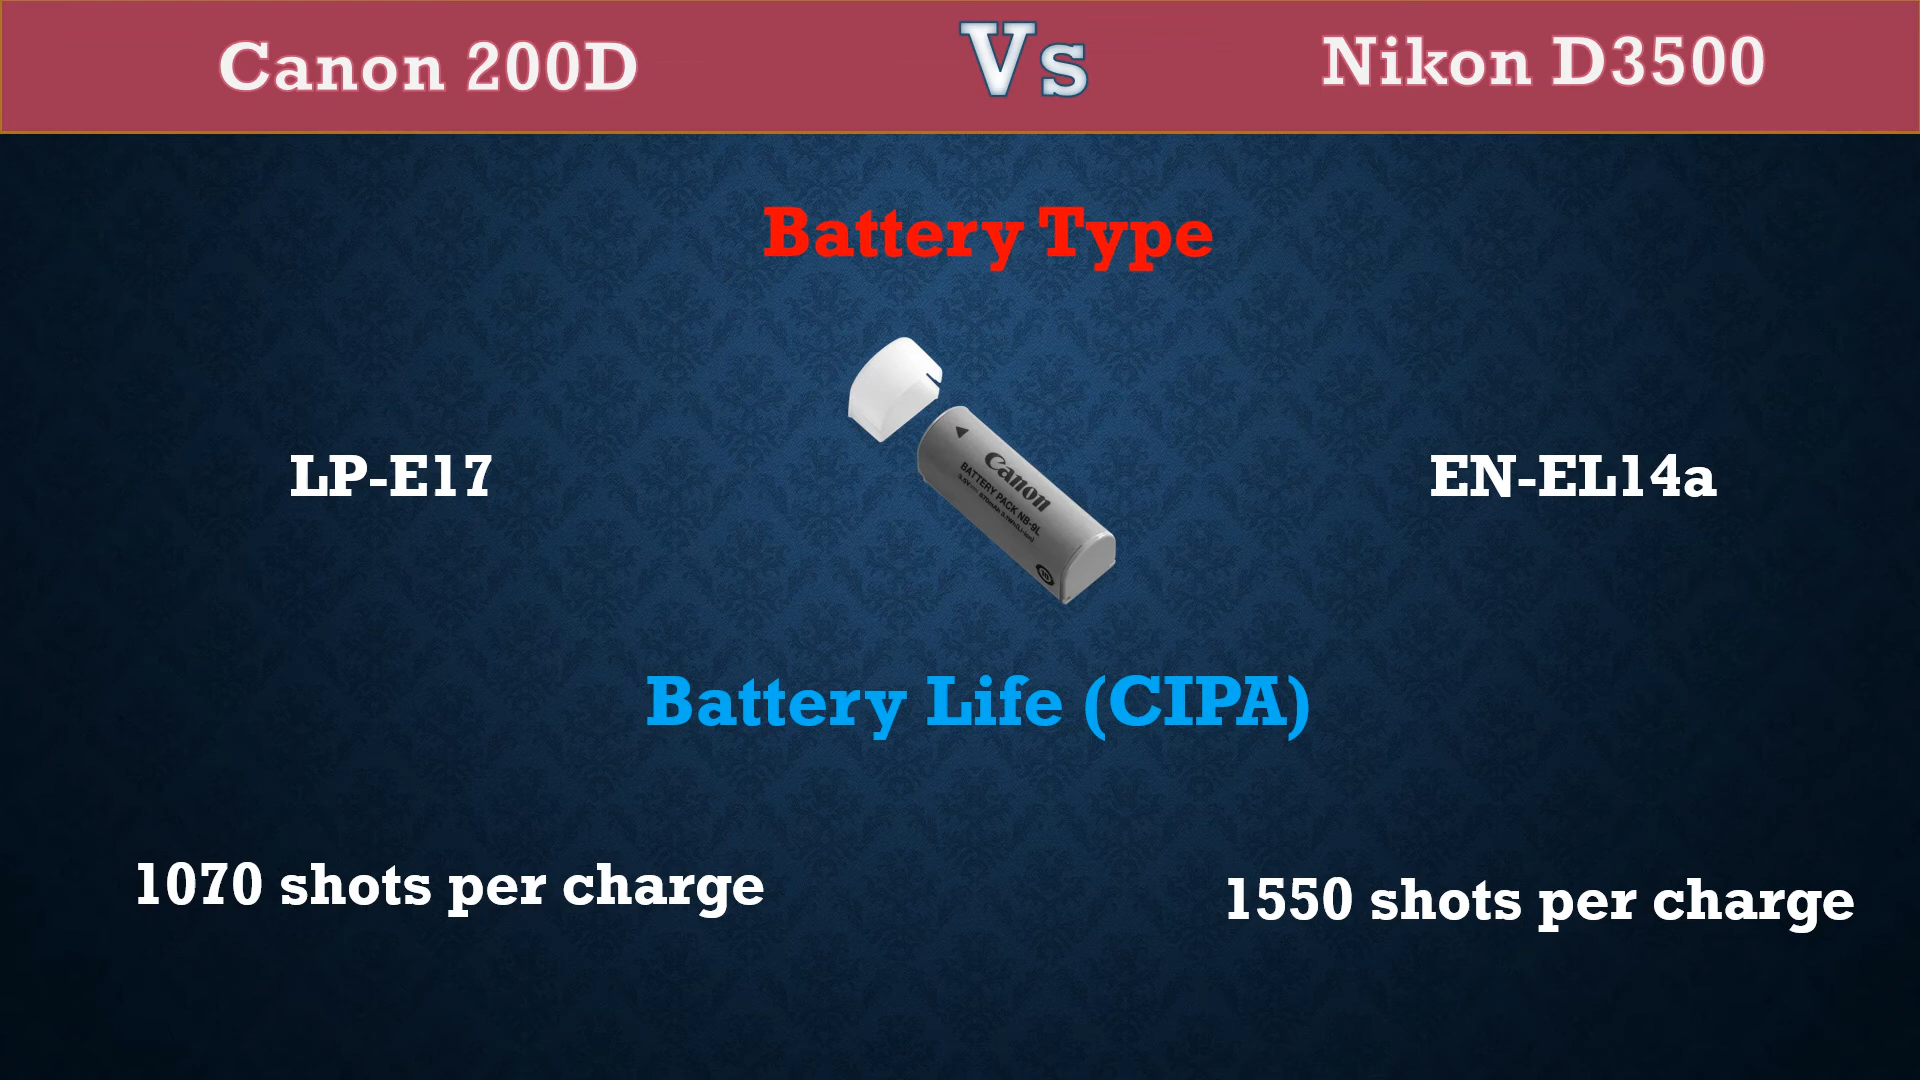 Canon 200D
Vs
Nikon D3500
Battery Type
LP-E17
Canon
BATTERY PACK NB-9L
EN-EL14a
Battery Life (CIPA)
1070 shots per charge
1550 shots per charge